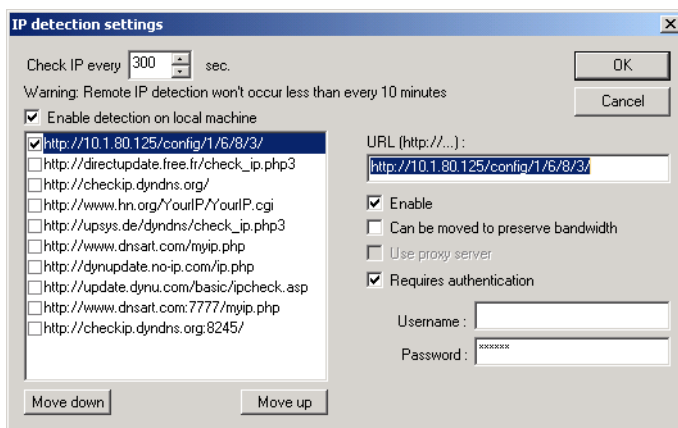 IP detection settings
Check IP every 300 sec.
OK
Warning: Remote IP detection won't occur less than every 10 minutes
Cancel
Enable detection on local machine
http://10.1.80.125/config/1/6/8/3/
http://directupdate.free.fr/check_ip.php3
http://checkip.dyndns.org/
http://www.hn.org/YourIP/YourIP.cgi
http://upsys.de/dyndns/check_ip.php3
http://www.dnsart.com/myip.php
http://dynupdate.no-ip.com/ip.php
http://update.dynu.com/basic/ipcheck.asp
http://www.dnsart.com:7777/myip.php
http://checkip.dyndns.org:8245/
Move down
Move up
URL (http://...) :
http://10.1.80.125/config/1/6/8/3/
Enable
Can be moved to preserve bandwidth
Use proxy server
Requires authentication
Username :
Password : ******